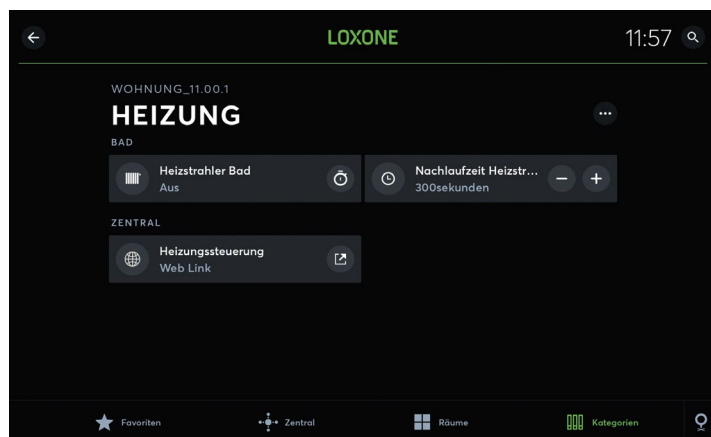 LOXONE
11:57
WOHNUNG_11.00.1
HEIZUNG
BAD
Heizstrahler Bad
Aus
Nachlaufzeit Heizstr...
300sekunden
ZENTRAL
Heizungssteuerung
Web Link
Favoriten
Zentral
Räume
Kategorien